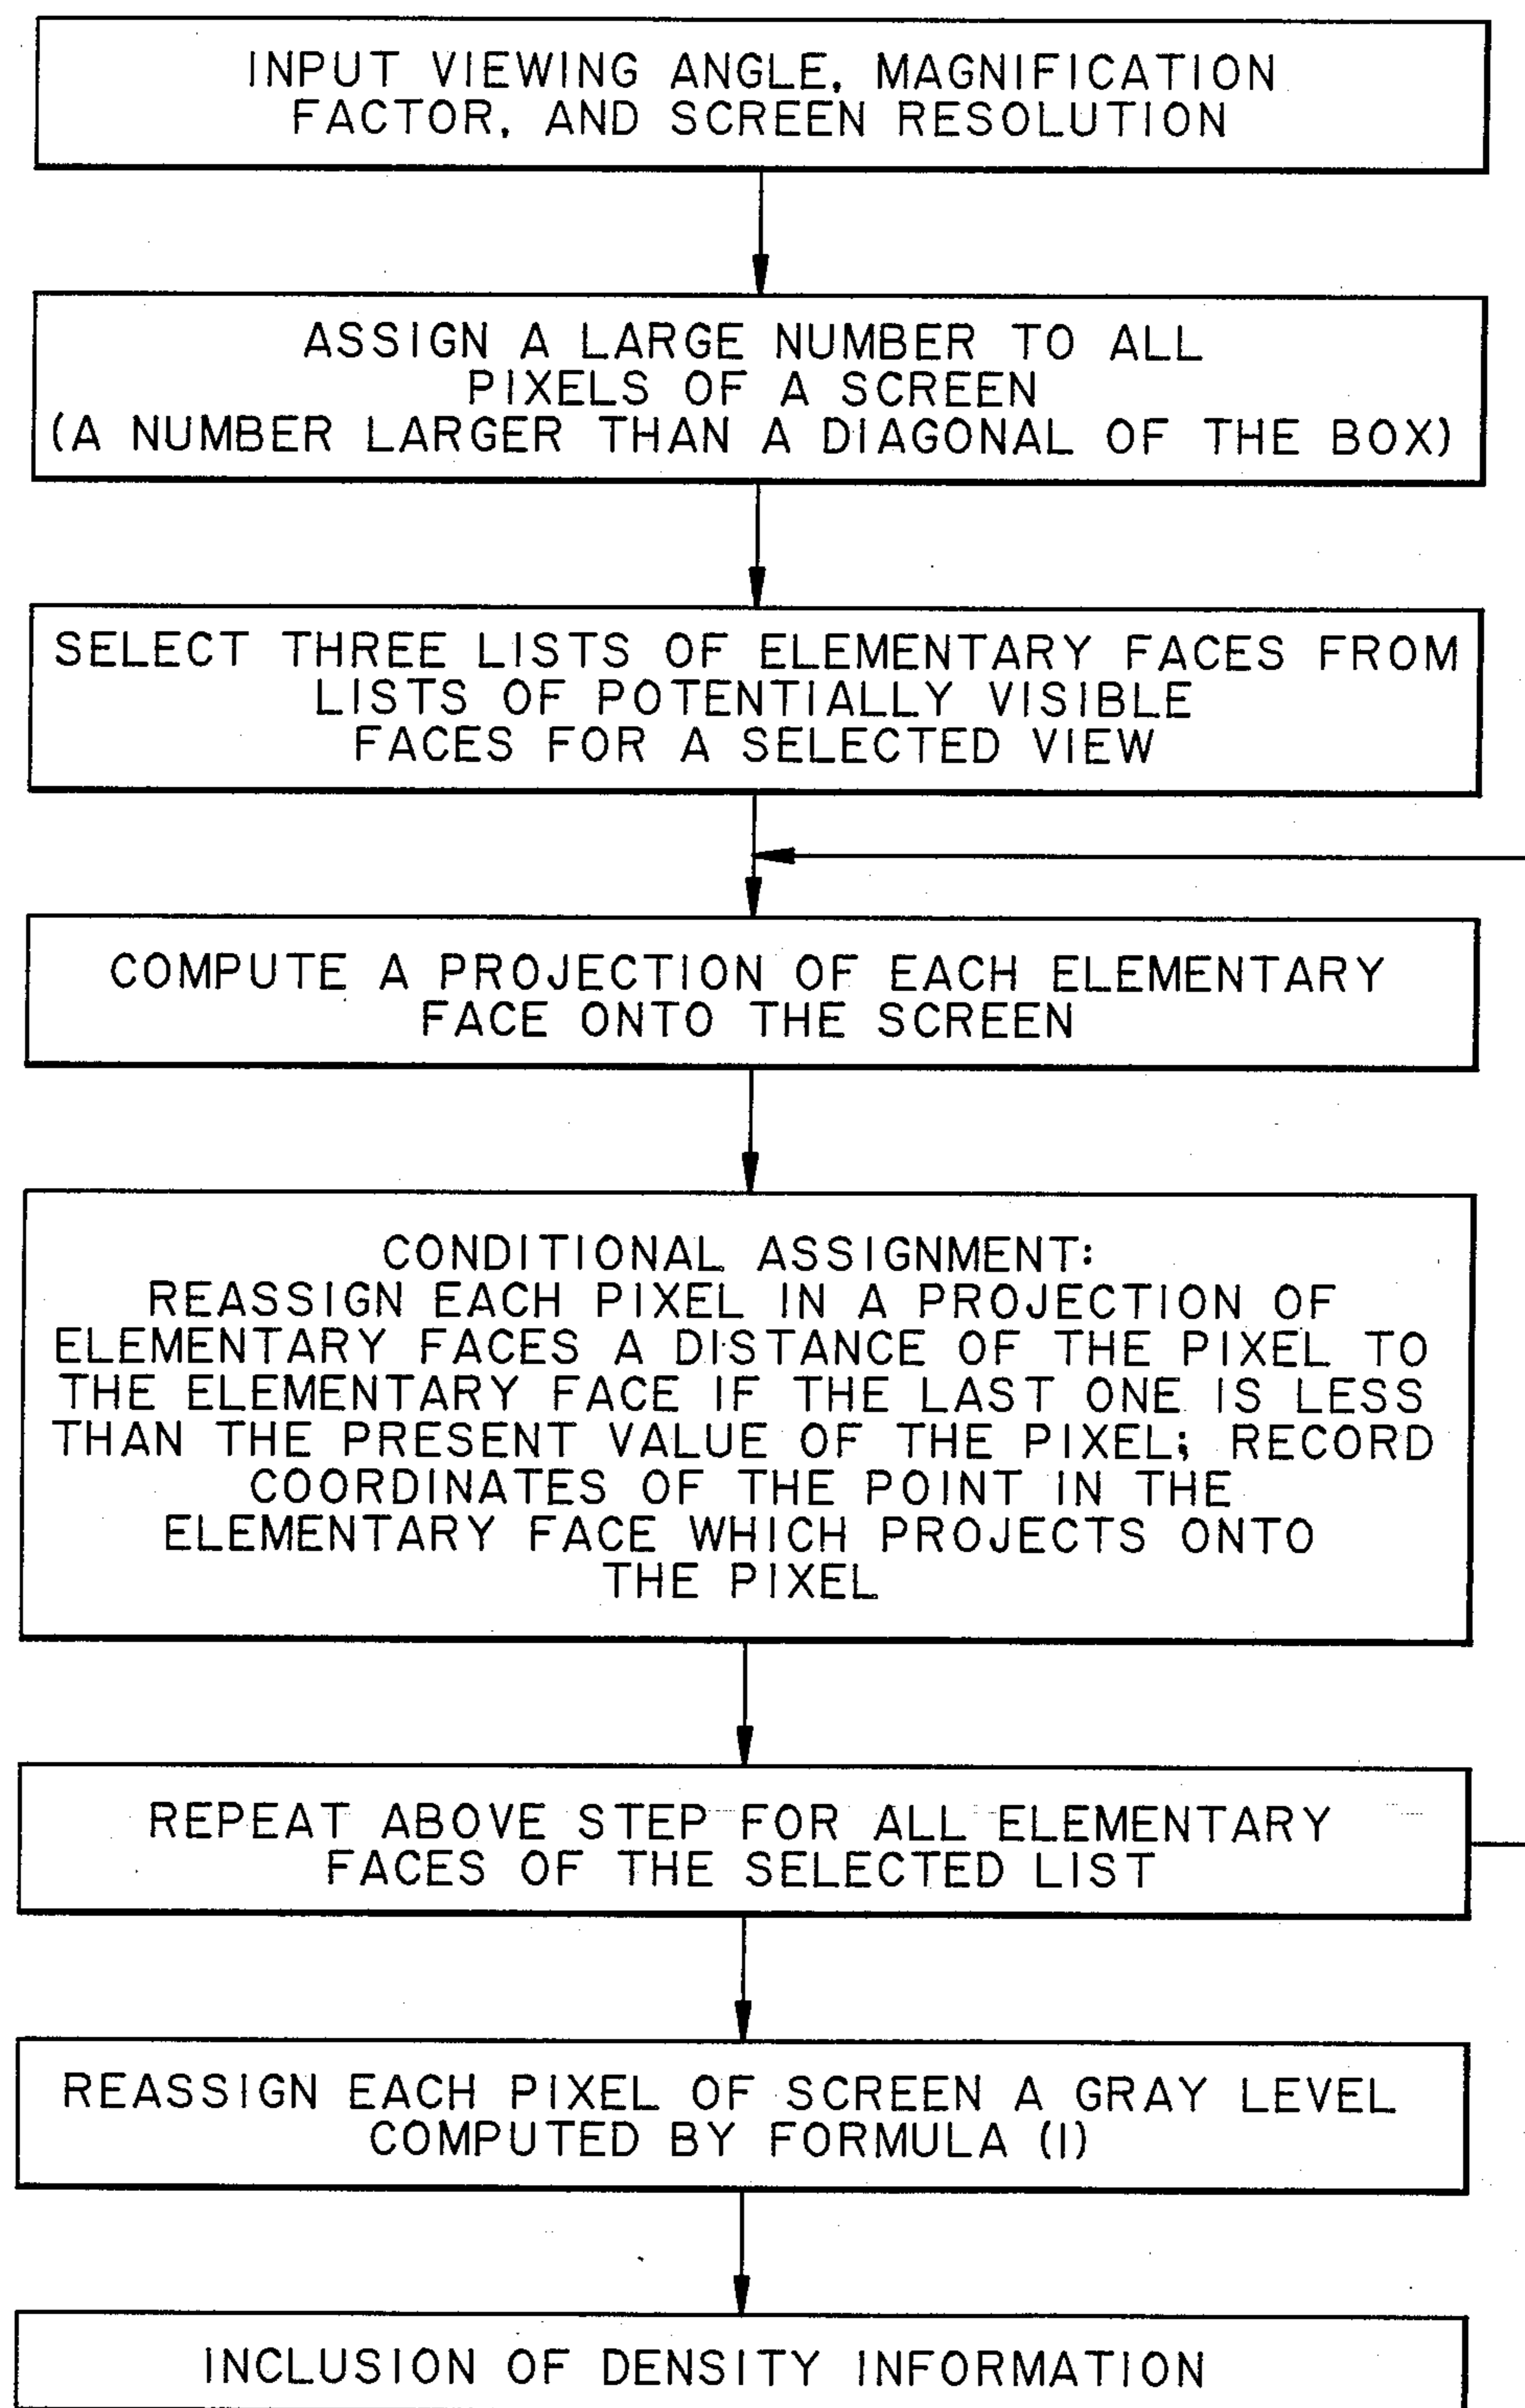 INPUT VIEWING ANGLE, MAGNIFICATION
FACTOR, AND SCREEN RESOLUTION
ASSIGN A LARGE NUMBER TO ALL
PIXELS OF A SCREEN
(A NUMBER LARGER THAN A DIAGONAL OF THE BOX)
SELECT THREE LISTS OF ELEMENTARY FACES FROM
LISTS OF POTENTIALLY VISIBLE
FACES FOR A SELECTED VIEW
COMPUTE A PROJECTION OF EACH ELEMENTARY
FACE ONTO THE SCREEN
CONDITIONAL ASSIGNMENT:
REASSIGN EACH PIXEL IN A PROJECTION OF
ELEMENTARY FACES A DISTANCE OF THE PIXEL TO
THE ELEMENTARY FACE IF THE LAST ONE IS LESS
THAN THE PRESENT VALUE OF THE PIXEL; RECORD
COORDINATES OF THE POINT IN THE
ELEMENTARY FACE WHICH PROJECTS ONTO
THE PIXEL
REPEAT ABOVE STEP FOR ALL ELEMENTARY
FACES OF THE SELECTED LIST
REASSIGN EACH PIXEL OF SCREEN A GRAY LEVEL
COMPUTED BY FORMULA (1)
INCLUSION OF DENSITY INFORMATION